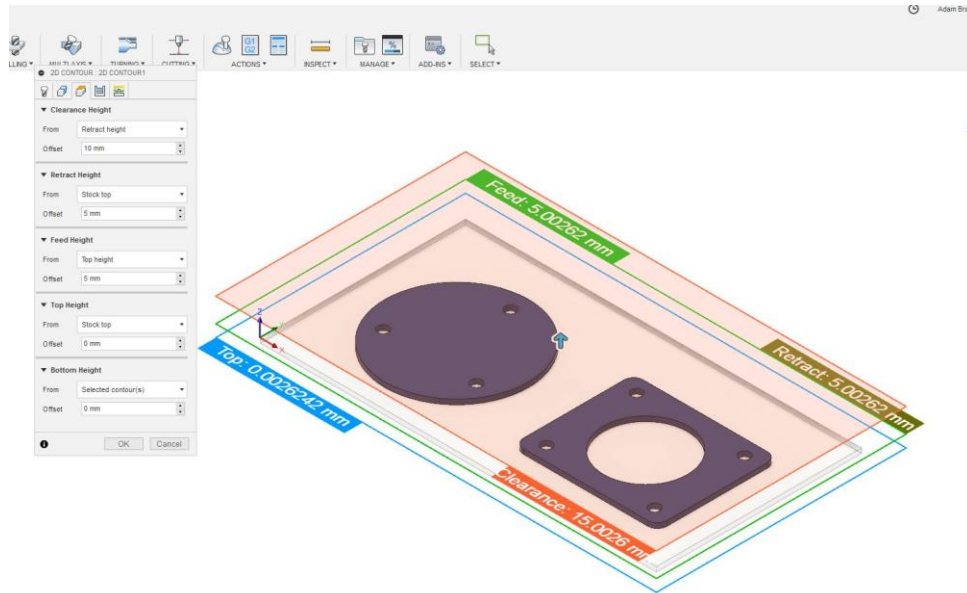 Adam Bra
LLING ▾
MULTI-AXIS ▾
TURNING ▾
CUTTING ▾
G1
G2
%
ACTIONS ▾
INSPECT ▾
MANAGE ▾
ADD-INS ▾
SELECT ▾
2D CONTOUR : 2D CONTOUR1
▼ Clearance Height
From Retract height
Offset 10 mm
▼ Retract Height
From Stock top
Offset 5 mm
▼ Feed Height
From Top height
Offset 5 mm
▼ Top Height
From Stock top
Offset 0 mm
▼ Bottom Height
From Selected contour(s)
Offset 0 mm
OK Cancel
Feed: 5.00262 mm
Z
X
Retract: 5.00262 mm
Top: 0.0026242 mm
Clearance: 15.0026 mm